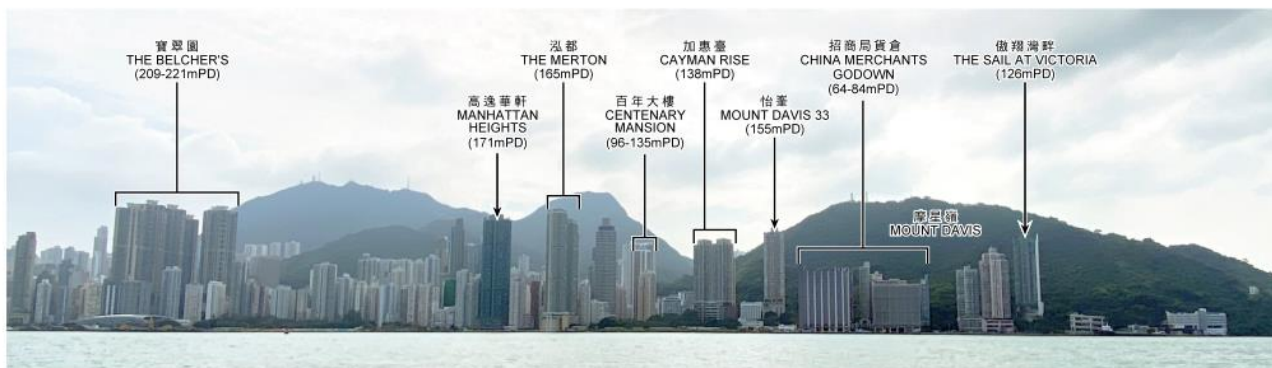 寶翠園
THE BELCHER'S
(209-221mPD)
高逸華軒
MANHATTAN
HEIGHTS
(171mPD)
泓都
THE MERTON
(165mPD)
百年大樓
CENTENARY
MANSION
(96-135mPD)
加惠臺
CAYMAN RISE
(138mPD)
怡峯
MOUNT DAVIS 33
(155mPD)
招商局貨倉
CHINA MERCHANTS
GODOWN
(64-84mPD)
傲翔灣畔
THE SAIL AT VICTORIA
(126mPD)
摩星嶺
MOUNT DAVIS